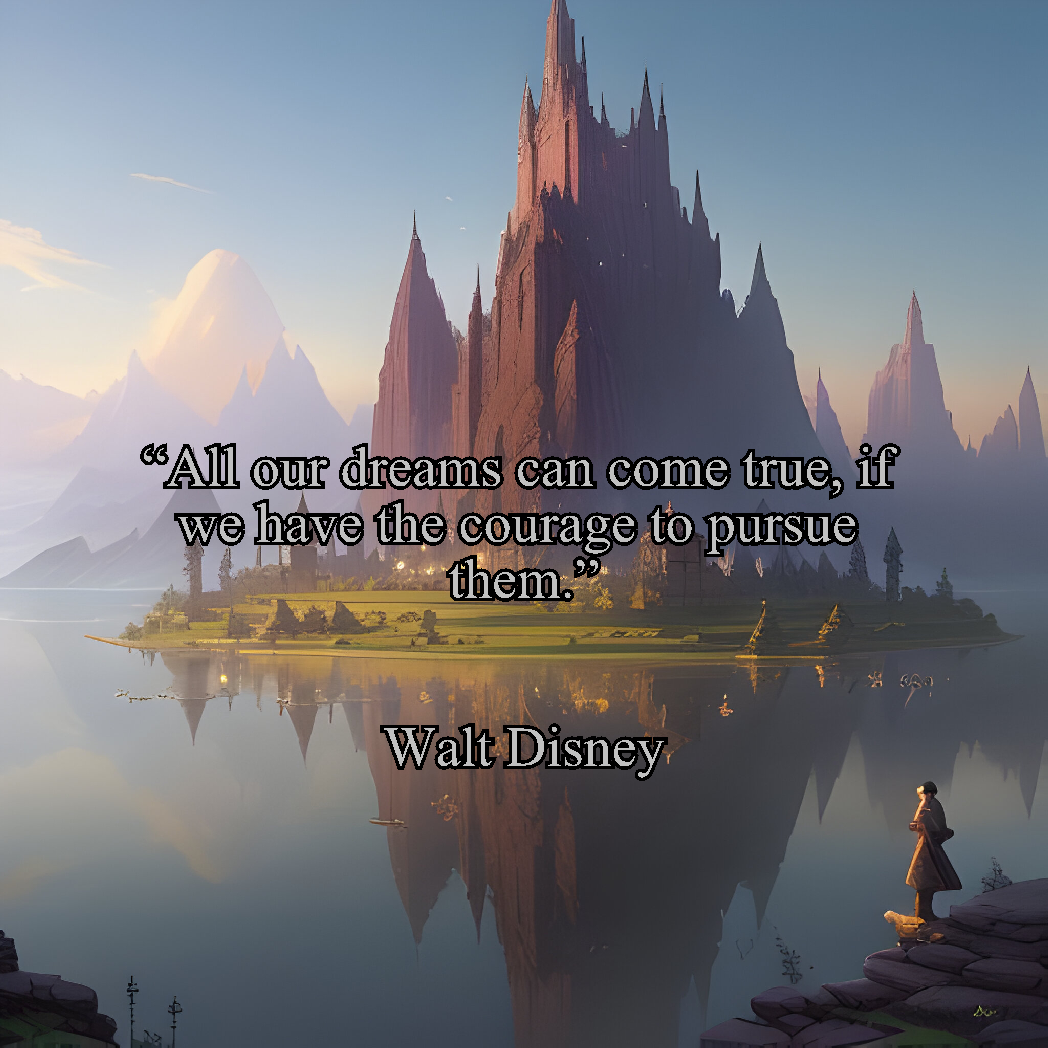 “All our dreams can come true, if
we have the courage to pursue
them.”
Walt Disney